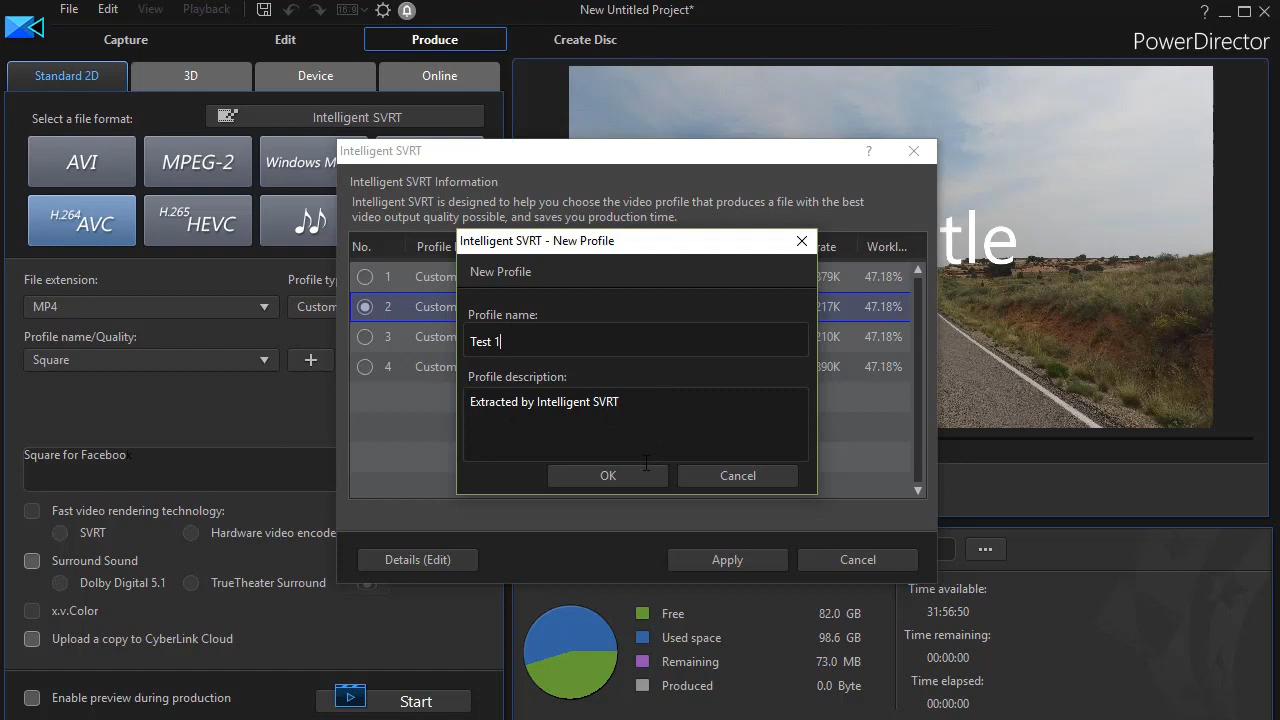 File Edit View Playback 16:9 New Untitled Project* ?
Capture Edit Produce Create Disc
PowerDirector
Standard 2D 3D Device Online
Select a file format: Intelligent SVRT
AVI MPEG-2 Windows M
H.264 AVC H.265 HEVC
File extension: Profile typ
MP4 Custom
Profile name/Quality:
Square +
Square for Facebook
Fast video rendering technology:
SVRT Hardware video encode
Surround Sound
Dolby Digital 5.1 TrueTheater Surround
x.v.Color
Upload a copy to CyberLink Cloud
Enable preview during production Start
Intelligent SVRT ?
Intelligent SVRT Information
Intelligent SVRT is designed to help you choose the video profile that produces a file with the best
video output quality possible, and saves you production time.
No. Profile rate Workl...
1 Custom 379K 47.18%
2 Custom 217K 47.18%
3 Custom 210K 47.18%
4 Custom 390K 47.18%
Details (Edit) Apply Cancel
Intelligent SVRT - New Profile
New Profile
Profile name:
Test 1
Profile description:
Extracted by Intelligent SVRT
OK Cancel
tle
...
Free 82.0 GB
Used space 98.6 GB
Remaining 73.0 MB
Produced 0.0 Byte
Time available:
31:56:50
Time remaining:
00:00:00
Time elapsed:
00:00:00